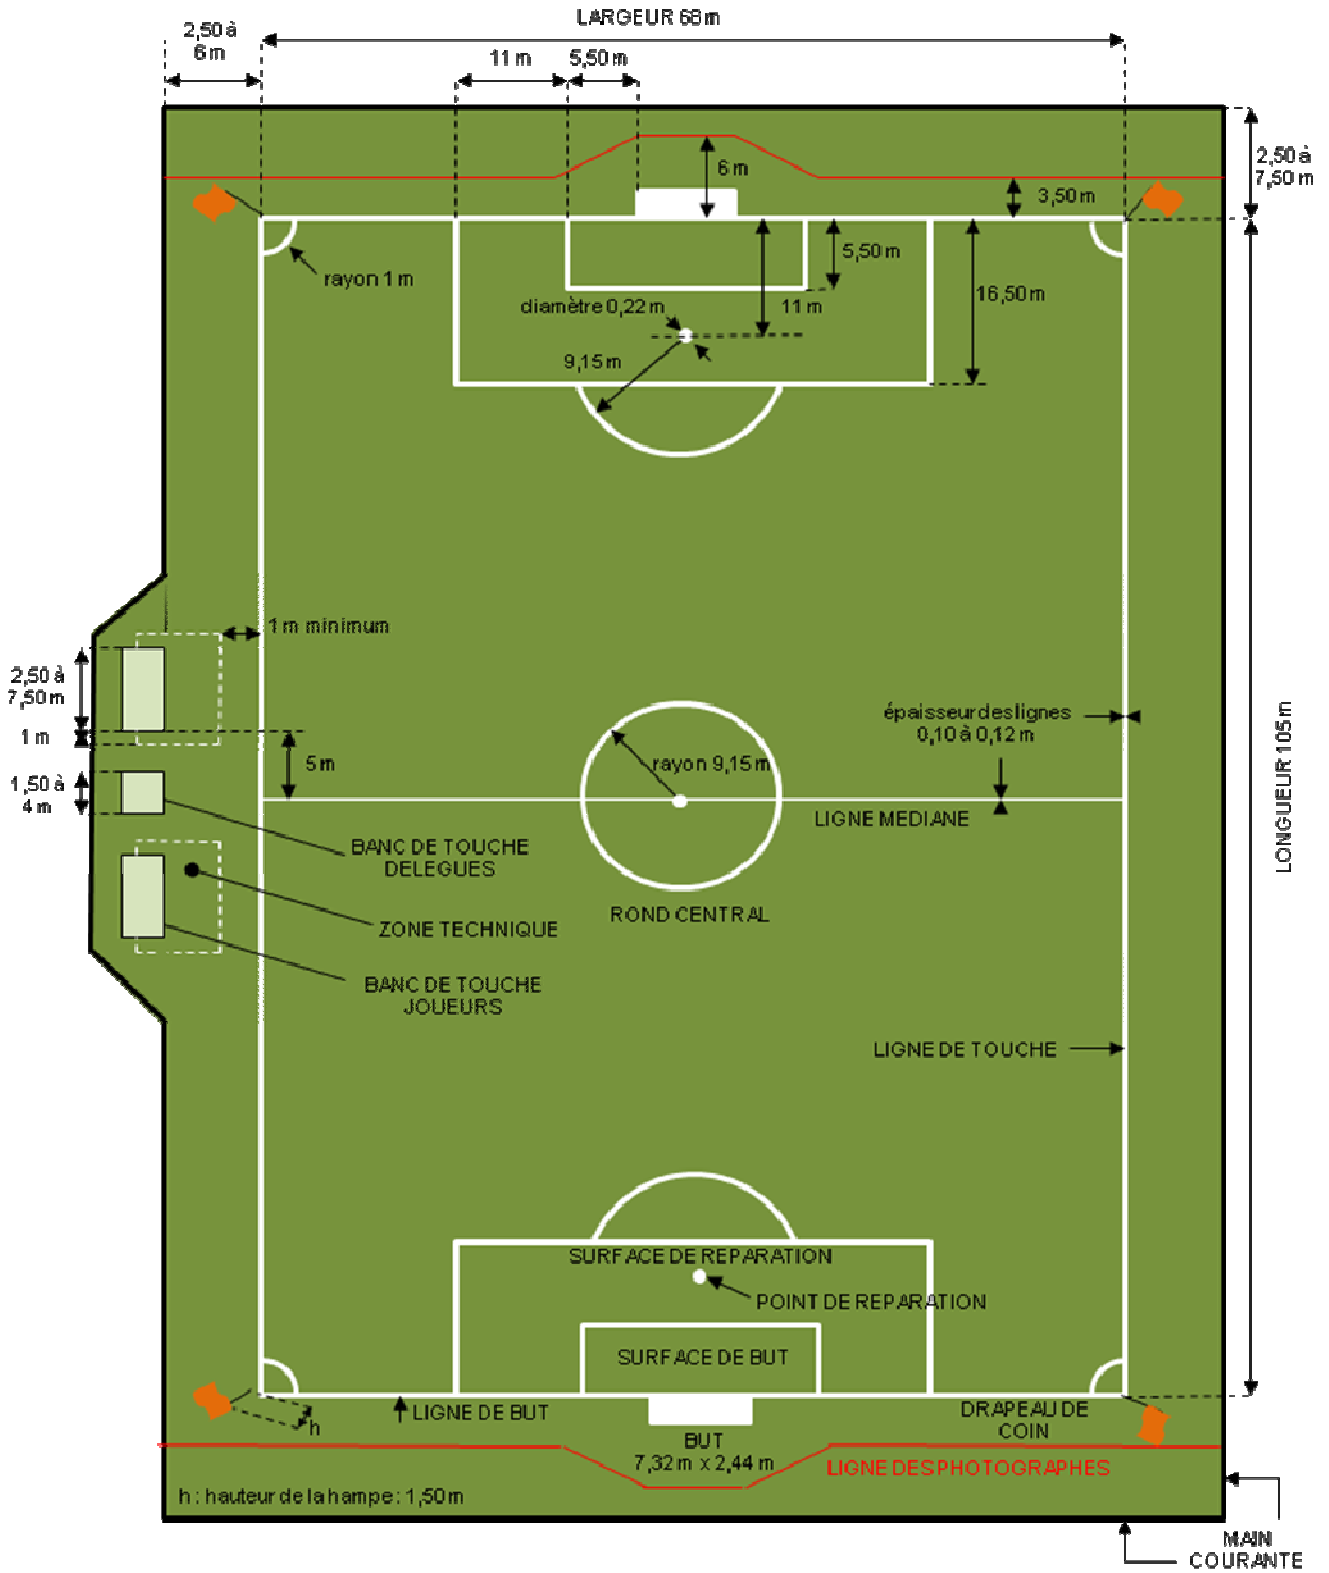 LARGEUR 68 m
2,50 à
6 m
11 m
5,50 m
2,50 à
7,50 m
6 m
3,50 m
rayon 1 m
5,50 m
16,50 m
diamètre 0,22 m
11 m
9,15 m
1 m minimum
2,50 à
7,50 m
1 m
1,50 à
4 m
5 m
rayon 9,15 m
épaisseur des lignes
0,10 à 0,12 m
LONGUEUR 105 m
LIGNE MEDIANE
BANC DE TOUCHE
DELEGUES
ROND CENTRAL
ZONE TECHNIQUE
BANC DE TOUCHE
JOUEURS
LIGNE DE TOUCHE
SURFACE DE REPARATION
POINT DE REPARATION
SURFACE DE BUT
LIGNE DE BUT
h
BUT
7,32 m x 2,44 m
DRAPEAU DE
COIN
LIGNE DES PHOTOGRAPHES
h : hauteur de la hampe : 1,50 m
MAIN
COURANTE